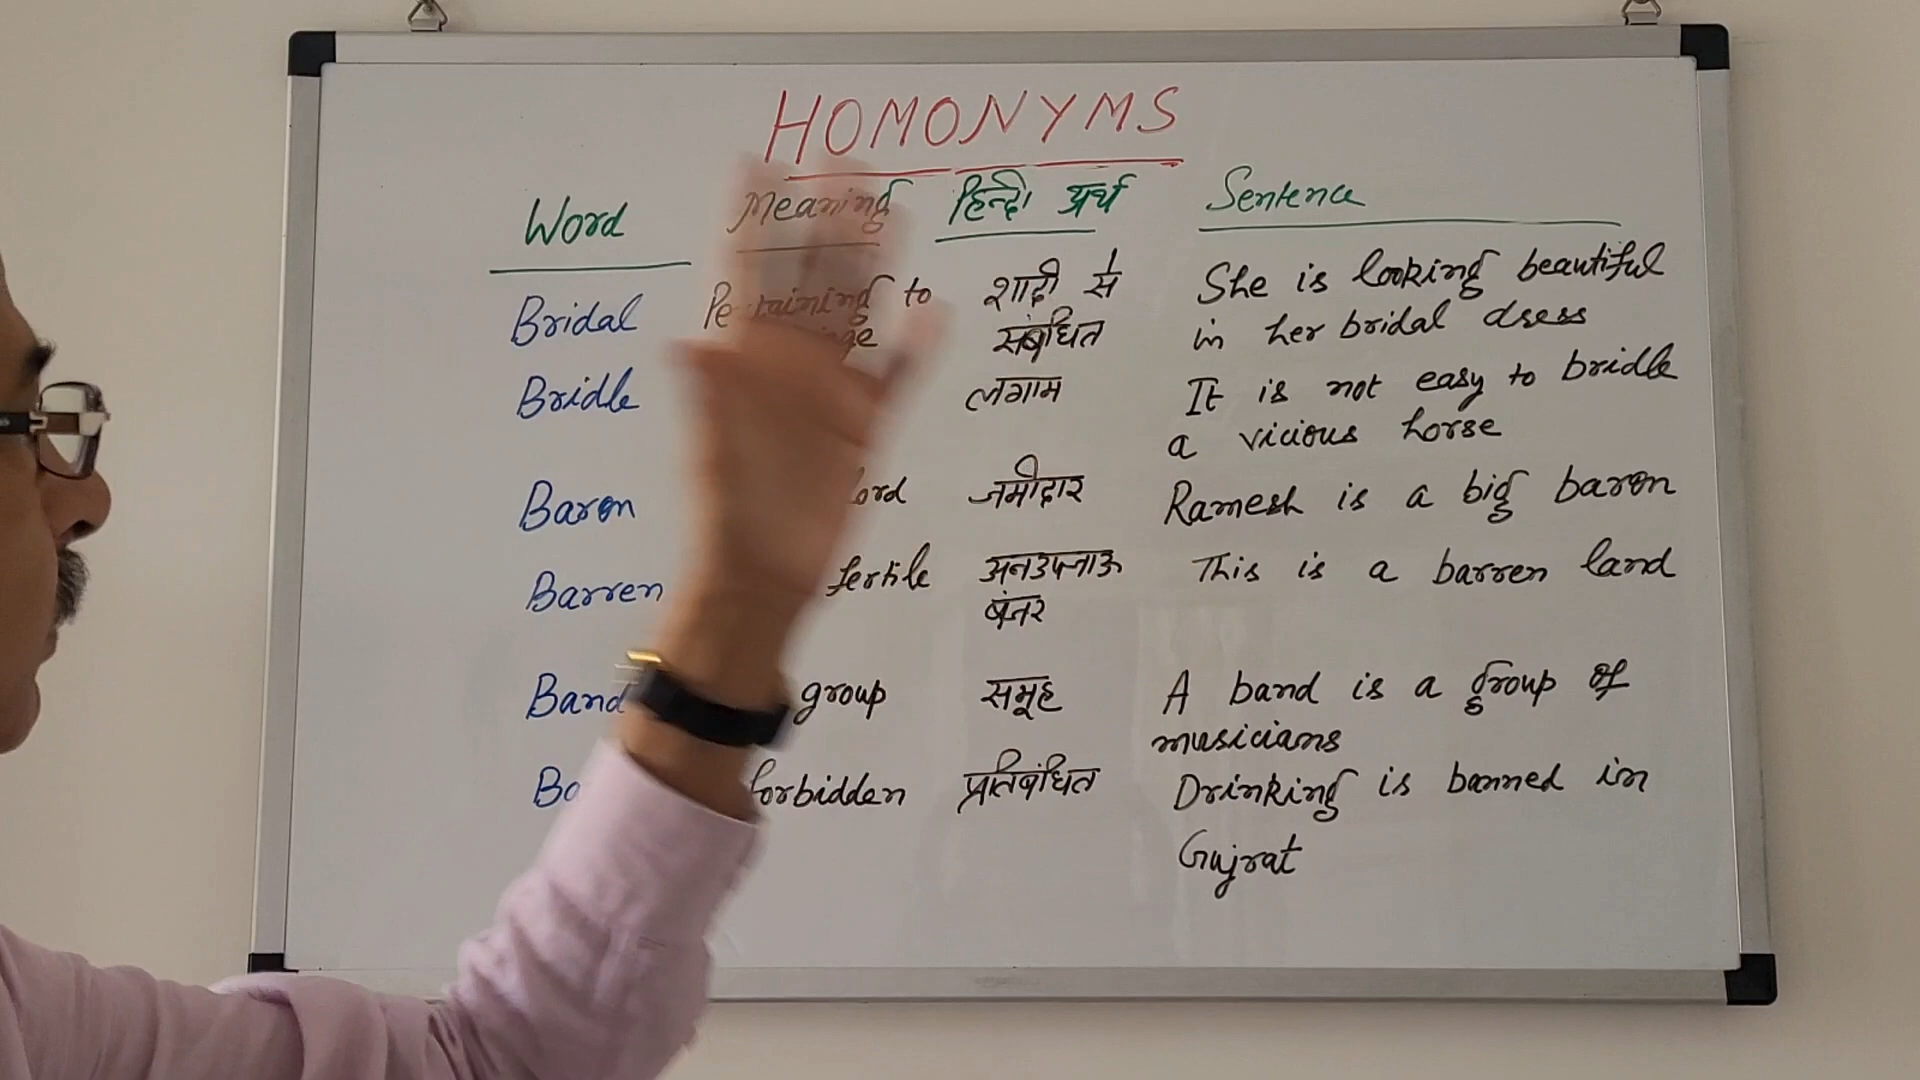 HOMONYMS
Word Meaning हिन्दी अर्थ Sentence
Bridal to शादी से She is looking beautiful
संबंधित in her bridal dress
Bridle लगाम It is not easy to bridle
a vicious horse
Baron जमीदार Ramesh is a big baron
Barren fertile अनउपजाऊ This is a barren land
बंजर
Band group समूह A band is a group of
musicians
forbidden प्रतिबंधित Drinking is banned in
Gujrat